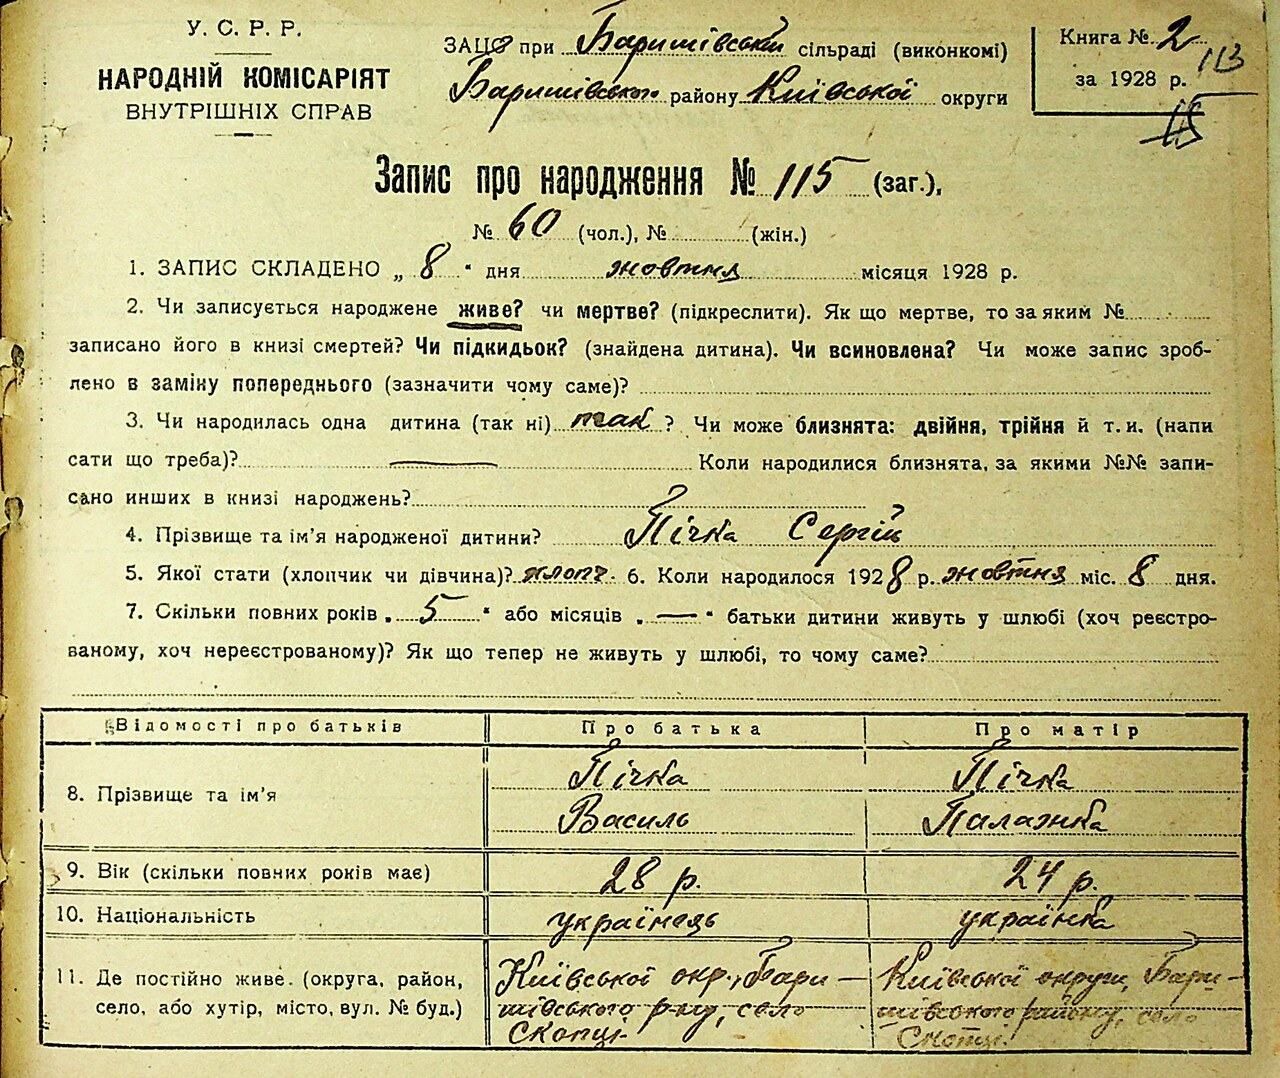 У. С. Р. Р.
НАРОДНІЙ КОМІСАРІЯТ
ВНУТРІШНІХ СПРАВ
ЗАЦС при Баришівській сільраді (виконкомі)
Баришівського району Київської округи
Книга № 2
за 1928 р.
113
115
Запис про народження № 115 (заг.),
№ 60 (чол.), № (жін.)
1. ЗАПИС СКЛАДЕНО „ 8 “ дня жовтня місяця 1928 р.
2. Чи записується народжене живе? чи мертве? (підкреслити). Як що мертве, то за яким №
записано його в книзі смертей? Чи підкидьок? (знайдена дитина). Чи всиновлена? Чи може запис зроб-
лено в заміну попереднього (зазначити чому саме)?
3. Чи народилась одна дитина (так ні) так ? Чи може близнята: двійня, трійня й т. и. (напи
сати що треба)? — Коли народилися близнята, за якими №№ запи-
сано инших в книзі народжень?
4. Прізвище та ім'я народженої дитини? Пічка Сергій
5. Якої стати (хлопчик чи дівчина)? хлопч. 6. Коли народилося 1928 р. жовтня міс. 8 дня.
7. Скільки повних років „ 5 “ або місяців „ — “ батьки дитини живуть у шлюбі (хоч реєстро-
ваному, хоч нереєстрованому)? Як що тепер не живуть у шлюбі, то чому саме?
Відомості про батьків Про батька Про матір
8. Прізвище та ім'я Пічка Василь Пічка Палажка
9. Вік (скільки повних років має) 28 р. 24 р.
10. Національність українець українка
11. Де постійно живе. (округа, район,
село, або хутір, місто, вул. № буд.)
Київської окр., Бари-
шівського р-ну, село
Скопці.
Київської округи, Бари-
шівського району, село
Скопці.